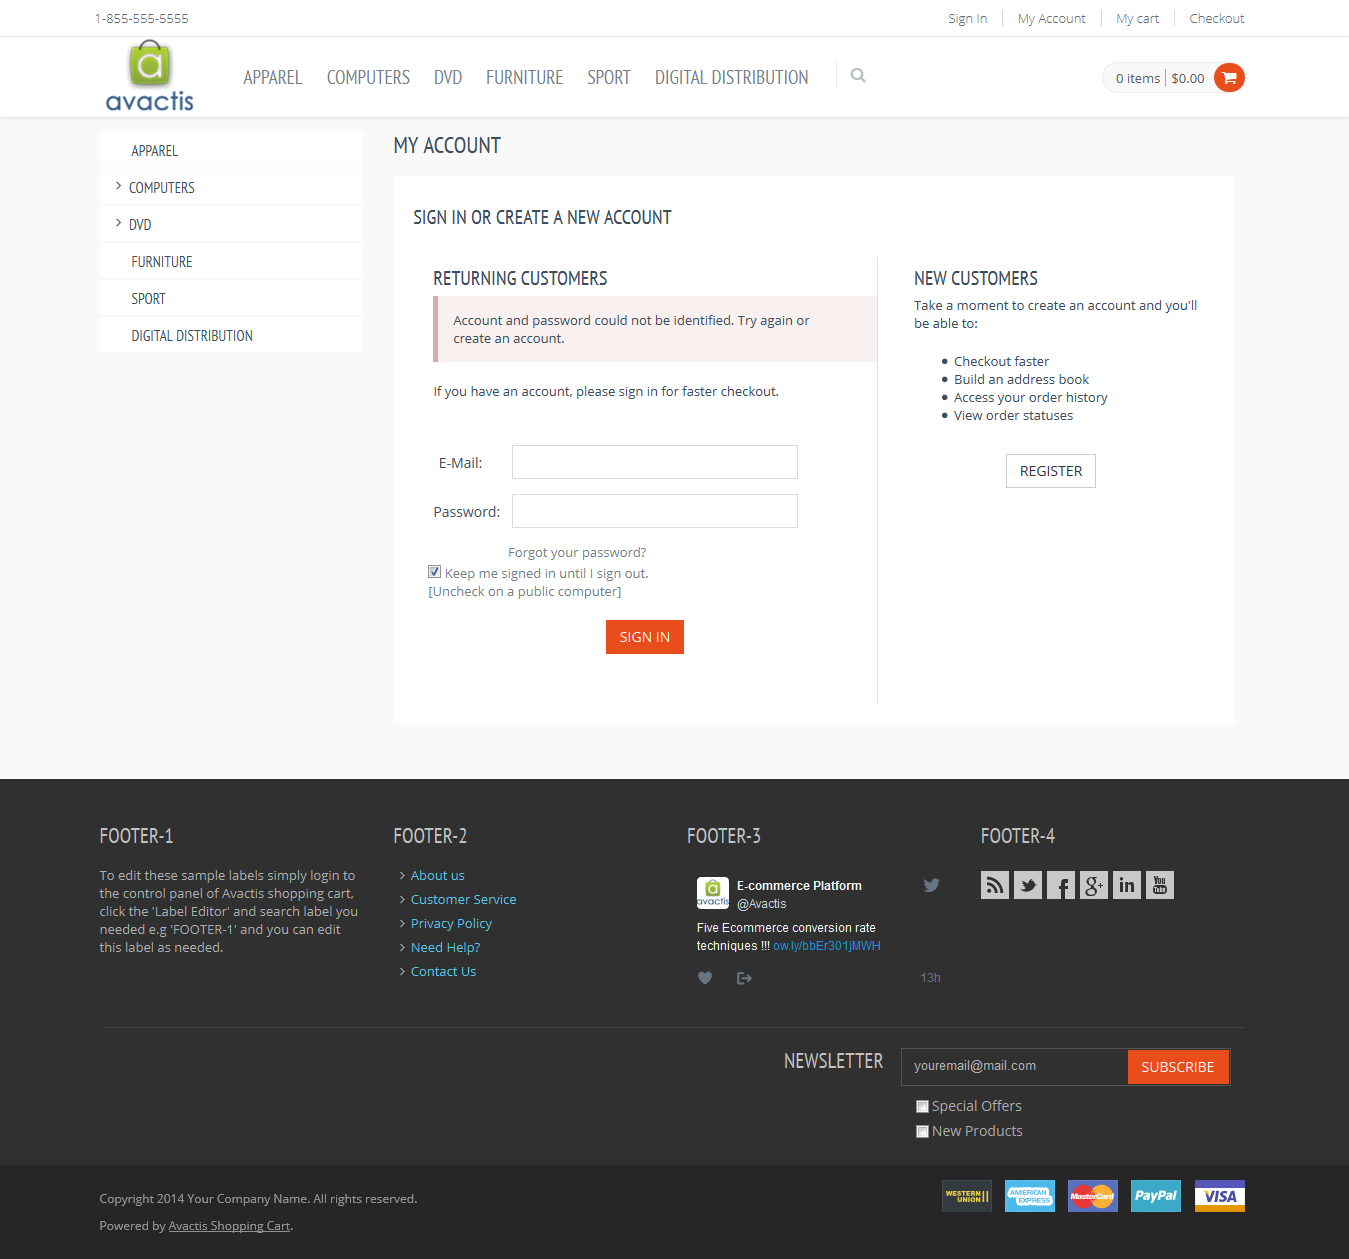 1-855-555-5555
Sign In
My Account
My cart
Checkout
a
avactis
APPAREL
COMPUTERS
DVD
FURNITURE
SPORT
DIGITAL DISTRIBUTION
0 items
$0.00
APPAREL
COMPUTERS
DVD
FURNITURE
SPORT
DIGITAL DISTRIBUTION
MY ACCOUNT
SIGN IN OR CREATE A NEW ACCOUNT
RETURNING CUSTOMERS
Account and password could not be identified. Try again or
create an account.
If you have an account, please sign in for faster checkout.
E-Mail:
Password:
Forgot your password?
Keep me signed in until I sign out.
[Uncheck on a public computer]
SIGN IN
NEW CUSTOMERS
Take a moment to create an account and you'll
be able to:
Checkout faster
Build an address book
Access your order history
View order statuses
REGISTER
FOOTER-1
To edit these sample labels simply login to
the control panel of Avactis shopping cart,
click the 'Label Editor' and search label you
needed e.g 'FOOTER-1' and you can edit
this label as needed.
FOOTER-2
About us
Customer Service
Privacy Policy
Need Help?
Contact Us
FOOTER-3
a
avactis
E-commerce Platform
@Avactis
Five Ecommerce conversion rate
techniques !!! ow.ly/bbEr301jMWH
13h
FOOTER-4
f
g+
in
You
Tube
NEWSLETTER
youremail@mail.com
SUBSCRIBE
Special Offers
New Products
Copyright 2014 Your Company Name. All rights reserved.
Powered by Avactis Shopping Cart.
WESTERN
UNION
AMERICAN
EXPRESS
MasterCard
PayPal
VISA